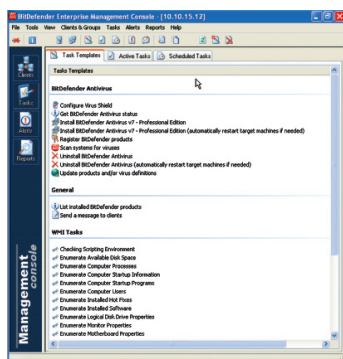 BitDefender Enterprise Management Console - [10.10.15.12]
File Tools View Clients & Groups Tasks Alerts Reports Help
Task Templates Active Tasks Scheduled Tasks
Clients
Tasks
Alerts
Reports
Management
console
Tasks Templates
BitDefender Antivirus
Configure Virus Shield
Get BitDefender Antivirus status
Install BitDefender Antivirus v7 - Professional Edition
Install BitDefender Antivirus v7 - Professional Edition (automatically restart target machines if needed)
Register BitDefender products
Scan systems for viruses
Uninstall BitDefender Antivirus
Uninstall BitDefender Antivirus (automatically restart target machines if needed)
Update products and/or virus definitions
General
List installed BitDefender products
Send a message to clients
WMI Tasks
Checking Scripting Environment
Enumerate Available Disk Space
Enumerate Computer Processes
Enumerate Computer Startup Information
Enumerate Computer Startup Programs
Enumerate Computer Users
Enumerate Installed Hot Fixes
Enumerate Installed Software
Enumerate Logical Disk Drive Properties
Enumerate Monitor Properties
Enumerate Motherboard Properties